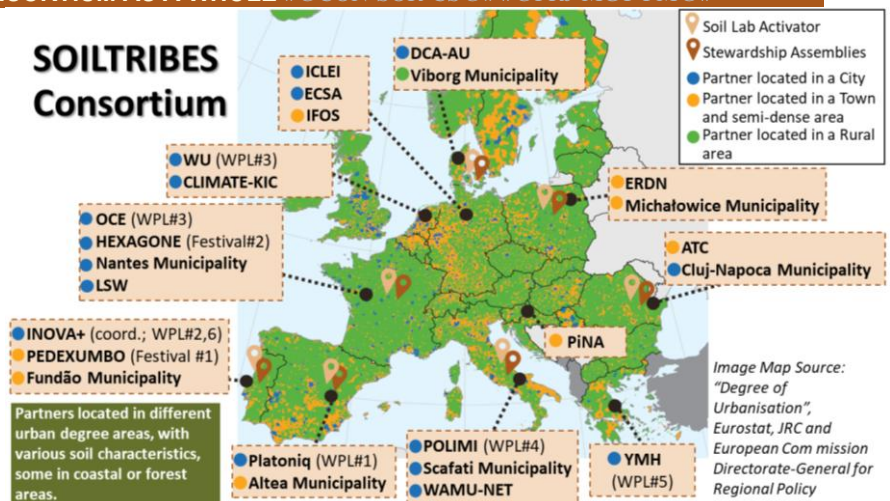 SOILTRIBES
Consortium
ICLEI
ECSA
IFOS
DCA-AU
Viborg Municipality
Soil Lab Activator
Stewardship Assemblies
Partner located in a City
Partner located in a Town
and semi-dense area
Partner located in a Rural
area
WU (WPL#3)
CLIMATE-KIC
ERDN
Michałowice Municipality
OCE (WPL#3)
HEXAGONE (Festival#2)
Nantes Municipality
LSW
ATC
Cluj-Napoca Municipality
INOVA+ (coord.; WPL#2,6)
PEDEXUMBO (Festival #1)
Fundão Municipality
PiNA
Partners located in different
urban degree areas, with
various soil characteristics,
some in coastal or forest
areas.
Platoniq (WPL#1)
Altea Municipality
POLIMI (WPL#4)
Scafati Municipality
WAMU-NET
YMH
(WPL#5)
Image Map Source:
“Degree of
Urbanisation”,
Eurostat, JRC and
European Com mission
Directorate-General for
Regional Policy